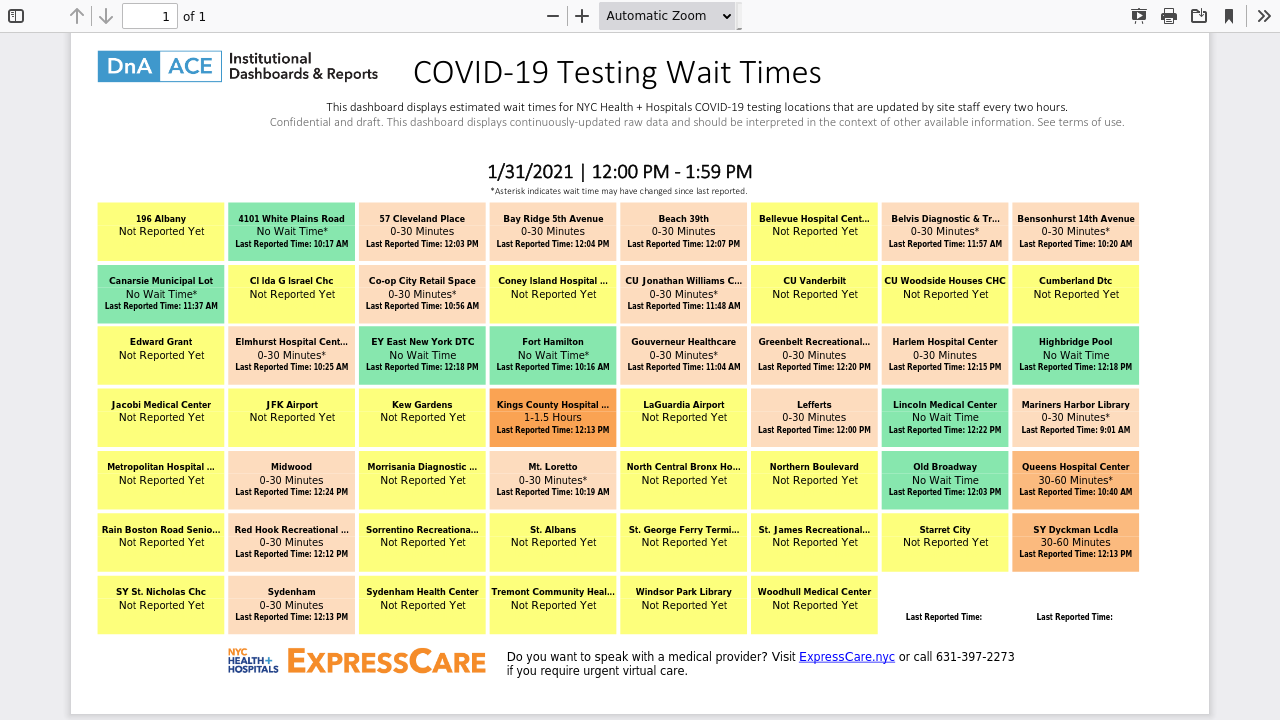 1
of 1
Automatic Zoom
DnA ACE Institutional
Dashboards & Reports
COVID-19 Testing Wait Times
This dashboard displays estimated wait times for NYC Health + Hospitals COVID-19 testing locations that are updated by site staff every two hours.
Confidential and draft. This dashboard displays continuously-updated raw data and should be interpreted in the context of other available information. See terms of use.
1/31/2021 | 12:00 PM - 1:59 PM
*Asterisk indicates wait time may have changed since last reported.
196 Albany
Not Reported Yet
4101 White Plains Road
No Wait Time*
Last Reported Time: 10:17 AM
57 Cleveland Place
0-30 Minutes
Last Reported Time: 12:03 PM
Bay Ridge 5th Avenue
0-30 Minutes
Last Reported Time: 12:04 PM
Beach 39th
0-30 Minutes
Last Reported Time: 12:07 PM
Bellevue Hospital Cent...
Not Reported Yet
Belvis Diagnostic & Tr...
0-30 Minutes*
Last Reported Time: 11:57 AM
Bensonhurst 14th Avenue
0-30 Minutes*
Last Reported Time: 10:20 AM
Canarsie Municipal Lot
No Wait Time*
Last Reported Time: 11:37 AM
Cl lda G Israel Chc
Not Reported Yet
Co-op City Retail Space
0-30 Minutes*
Last Reported Time: 10:56 AM
Coney Island Hospital ...
Not Reported Yet
CU Jonathan Williams C...
0-30 Minutes*
Last Reported Time: 11:48 AM
CU Vanderbilt
Not Reported Yet
CU Woodside Houses CHC
Not Reported Yet
Cumberland Dtc
Not Reported Yet
Edward Grant
Not Reported Yet
Elmhurst Hospital Cent...
0-30 Minutes*
Last Reported Time: 10:25 AM
EY East New York DTC
No Wait Time
Last Reported Time: 12:18 PM
Fort Hamilton
No Wait Time*
Last Reported Time: 10:16 AM
Gouverneur Healthcare
0-30 Minutes*
Last Reported Time: 11:04 AM
Greenbelt Recreational...
0-30 Minutes
Last Reported Time: 12:20 PM
Harlem Hospital Center
0-30 Minutes
Last Reported Time: 12:15 PM
Highbridge Pool
No Wait Time
Last Reported Time: 12:18 PM
Jacobi Medical Center
Not Reported Yet
JFK Airport
Not Reported Yet
Kew Gardens
Not Reported Yet
Kings County Hospital ...
1-1.5 Hours
Last Reported Time: 12:13 PM
LaGuardia Airport
Not Reported Yet
Lefferts
0-30 Minutes
Last Reported Time: 12:00 PM
Lincoln Medical Center
No Wait Time
Last Reported Time: 12:22 PM
Mariners Harbor Library
0-30 Minutes*
Last Reported Time: 9:01 AM
Metropolitan Hospital ...
Not Reported Yet
Midwood
0-30 Minutes
Last Reported Time: 12:24 PM
Morrisania Diagnostic ...
Not Reported Yet
Mt. Loretto
0-30 Minutes*
Last Reported Time: 10:19 AM
North Central Bronx Ho...
Not Reported Yet
Northern Boulevard
Not Reported Yet
Old Broadway
No Wait Time
Last Reported Time: 12:03 PM
Queens Hospital Center
30-60 Minutes*
Last Reported Time: 10:40 AM
Rain Boston Road Senio...
Not Reported Yet
Red Hook Recreational ...
0-30 Minutes
Last Reported Time: 12:12 PM
Sorrentino Recreationa...
Not Reported Yet
St. Albans
Not Reported Yet
St. George Ferry Termi...
Not Reported Yet
St. James Recreational...
Not Reported Yet
Starret City
Not Reported Yet
SY Dyckman Lcdla
30-60 Minutes
Last Reported Time: 12:13 PM
SY St. Nicholas Chc
Not Reported Yet
Sydenham
0-30 Minutes
Last Reported Time: 12:13 PM
Sydenham Health Center
Not Reported Yet
Tremont Community Heal...
Not Reported Yet
Windsor Park Library
Not Reported Yet
Woodhull Medical Center
Not Reported Yet
Last Reported Time:
Last Reported Time:
NYC
HEALTH+
HOSPITALS
EXPRESSCARE
Do you want to speak with a medical provider? Visit ExpressCare.nyc or call 631-397-2273
if you require urgent virtual care.